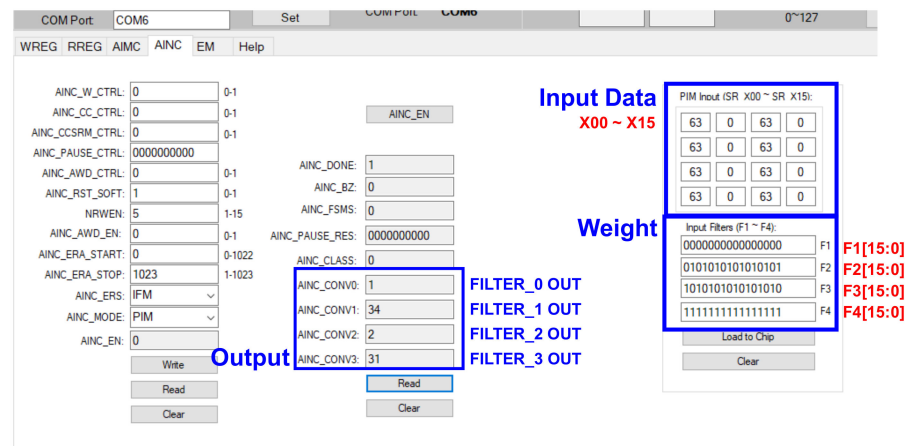 COM Port: COM6 Set COM Port: COM6 0~127
WREG RREG AIMC AINC EM Help
AINC_W_CTRL: 0 0-1
AINC_CC_CTRL: 0 0-1
AINC_CCSRM_CTRL: 0 0-1
AINC_PAUSE_CTRL: 0000000000
AINC_AWD_CTRL: 0 0-1
AINC_RST_SOFT: 1 0-1
NRWEN: 5 1-15
AINC_AWD_EN: 0 0-1
AINC_ERA_START: 0 0-1022
AINC_ERA_STOP: 1023 1-1023
AINC_ERS: IFM
AINC_MODE: PIM
AINC_EN: 0
Write
Read
Clear
AINC_EN
AINC_DONE: 1
AINC_BZ: 0
AINC_FSMS: 0
AINC_PAUSE_RES: 0000000000
AINC_CLASS: 0
Output
AINC_CONV0: 1 FILTER_0 OUT
AINC_CONV1: 34 FILTER_1 OUT
AINC_CONV2: 2 FILTER_2 OUT
AINC_CONV3: 31 FILTER_3 OUT
Read
Clear
Input Data
X00 ~ X15
PIM Input (SR_X00 ~ SR_X15):
63 0 63 0
63 0 63 0
63 0 63 0
63 0 63 0
Weight
Input Filters (F1 ~ F4):
0000000000000000 F1 F1[15:0]
0101010101010101 F2 F2[15:0]
1010101010101010 F3 F3[15:0]
1111111111111111 F4 F4[15:0]
Load to Chip
Clear